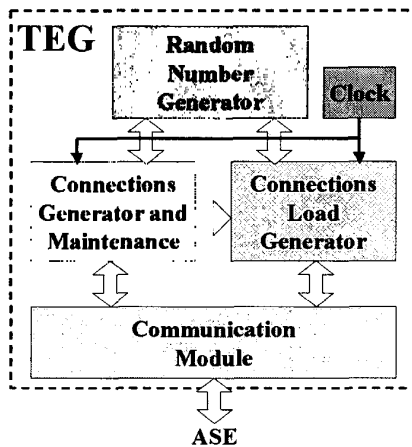 TEG
Random
Number
Generator
Clock
Connections
Generator and
Maintenance
Connections
Load
Generator
Communication
Module
ASE